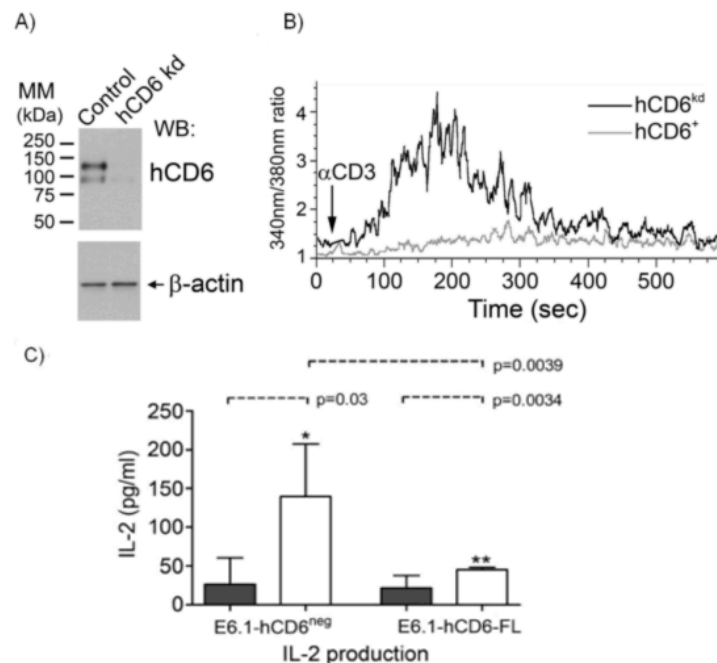 A)
MM
(kDa)
Control
hCD6 kd
WB:
250
150
100
75
50
hCD6
β-actin
B)
340nm/380nm ratio
4
3
2
1
αCD3
hCD6kd
hCD6+
0 100 200 300 400 500
Time (sec)
C)
p=0.0039
p=0.03
p=0.0034
IL-2 (pg/ml)
250
200
150
100
50
0
*
**
E6.1-hCD6neg E6.1-hCD6-FL
IL-2 production